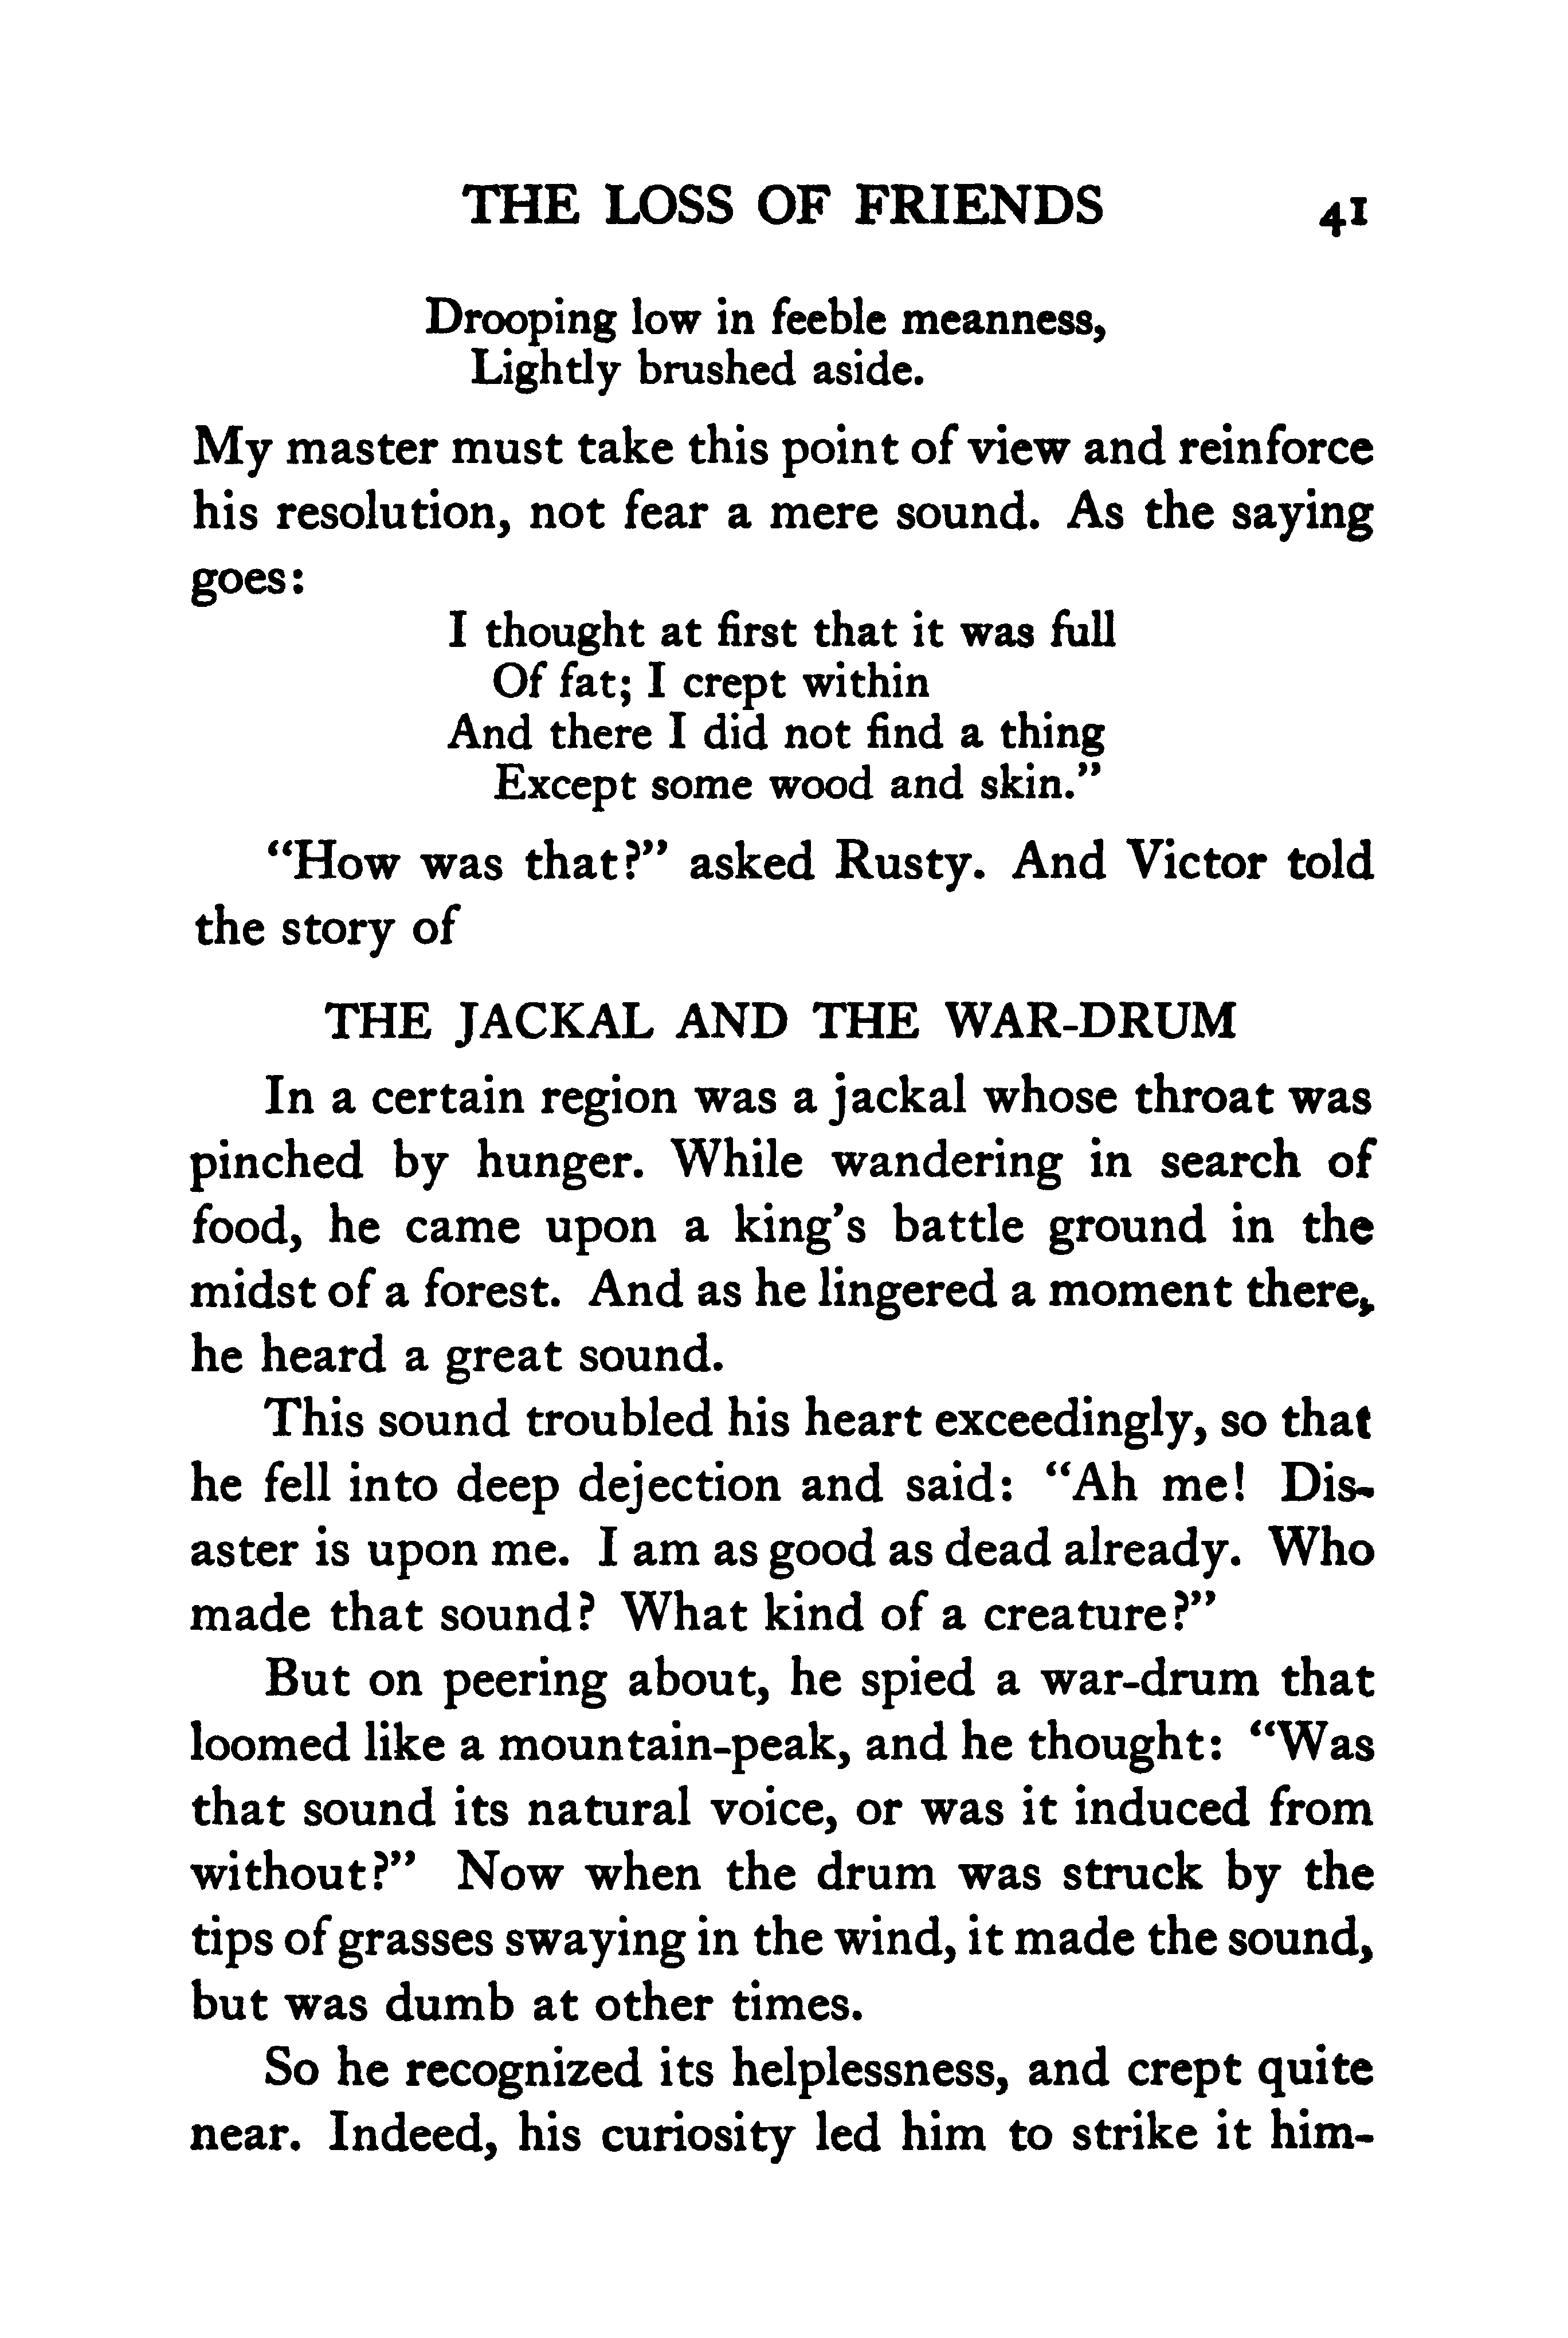 THE LOSS OF FRIENDS 41
Drooping low in feeble meanness,
Lightly brushed aside.
My master must take this point of view and reinforce
his resolution, not fear a mere sound. As the saying
goes:
I thought at first that it was full
Of fat; I crept within
And there I did not find a thing
Except some wood and skin.”
“How was that?” asked Rusty. And Victor told
the story of
THE JACKAL AND THE WAR-DRUM
In a certain region was a jackal whose throat was
pinched by hunger. While wandering in search of
food, he came upon a king’s battle ground in the
midst of a forest. And as he lingered a moment there,
he heard a great sound.
This sound troubled his heart exceedingly, so that
he fell into deep dejection and said: “Ah me! Dis-
aster is upon me. I am as good as dead already. Who
made that sound? What kind of a creature?”
But on peering about, he spied a war-drum that
loomed like a mountain-peak, and he thought: “Was
that sound its natural voice, or was it induced from
without?” Now when the drum was struck by the
tips of grasses swaying in the wind, it made the sound,
but was dumb at other times.
So he recognized its helplessness, and crept quite
near. Indeed, his curiosity led him to strike it him-